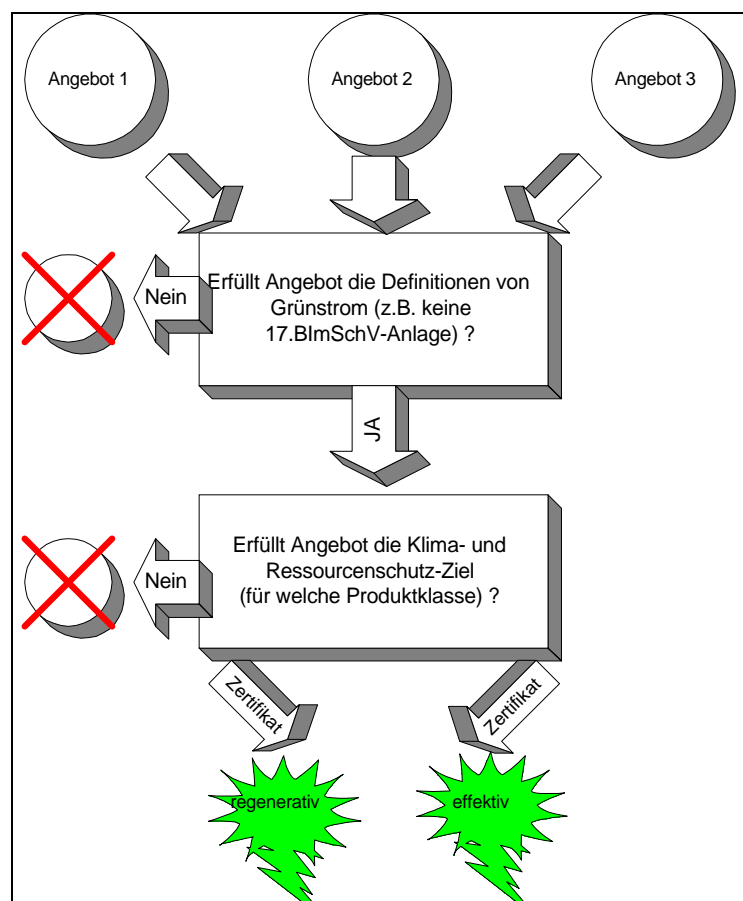 Angebot 1
Angebot 2
Angebot 3
Erfüllt Angebot die Definitionen von
Grünstrom (z.B. keine
17.BImSchV-Anlage) ?
Nein
JA
Erfüllt Angebot die Klima- und
Ressourcenschutz-Ziel
(für welche Produktklasse) ?
Nein
Zertifikat
Zertifikat
regenerativ
effektiv